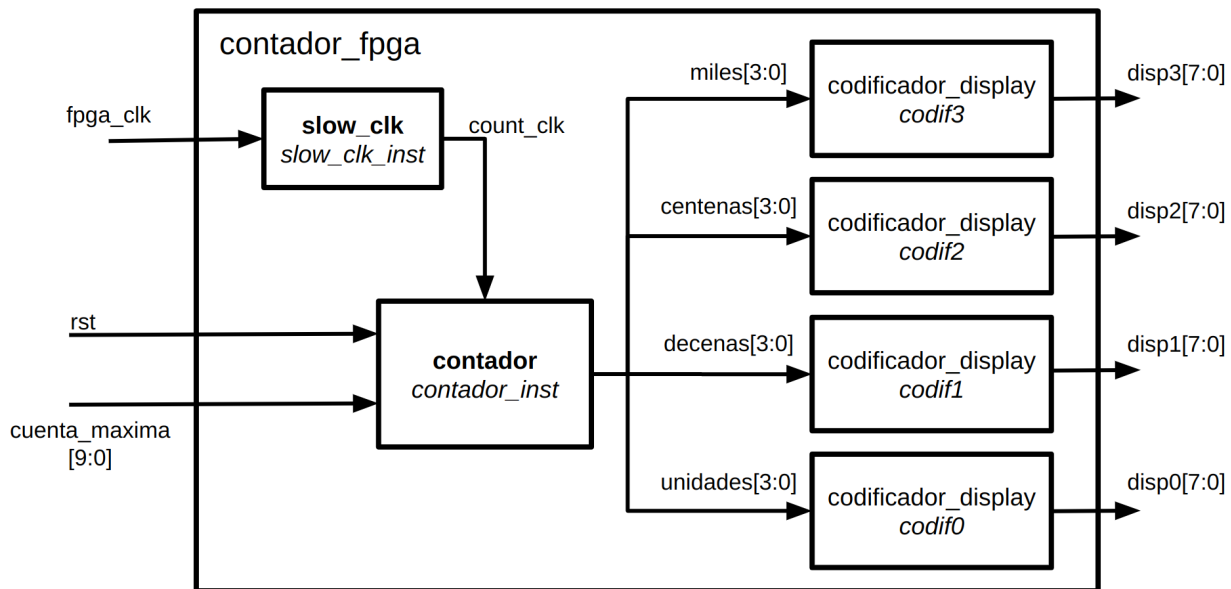 contador_fpga
fpga_clk
slow_clk
slow_clk_inst
count_clk
rst
cuenta_maxima
[9:0]
contador
contador_inst
miles[3:0]
codificador_display
codif3
disp3[7:0]
centenas[3:0]
codificador_display
codif2
disp2[7:0]
decenas[3:0]
codificador_display
codif1
disp1[7:0]
unidades[3:0]
codificador_display
codif0
disp0[7:0]